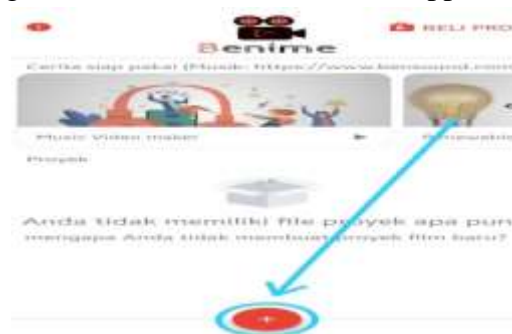 Benime
BELI PRO
Cerita siap pakai (Musik: https://www.bensound.com
Music Video maker
Proyek
Anda tidak memiliki file proyek apa pun
mengapa Anda tidak membuat proyek film baru?
+